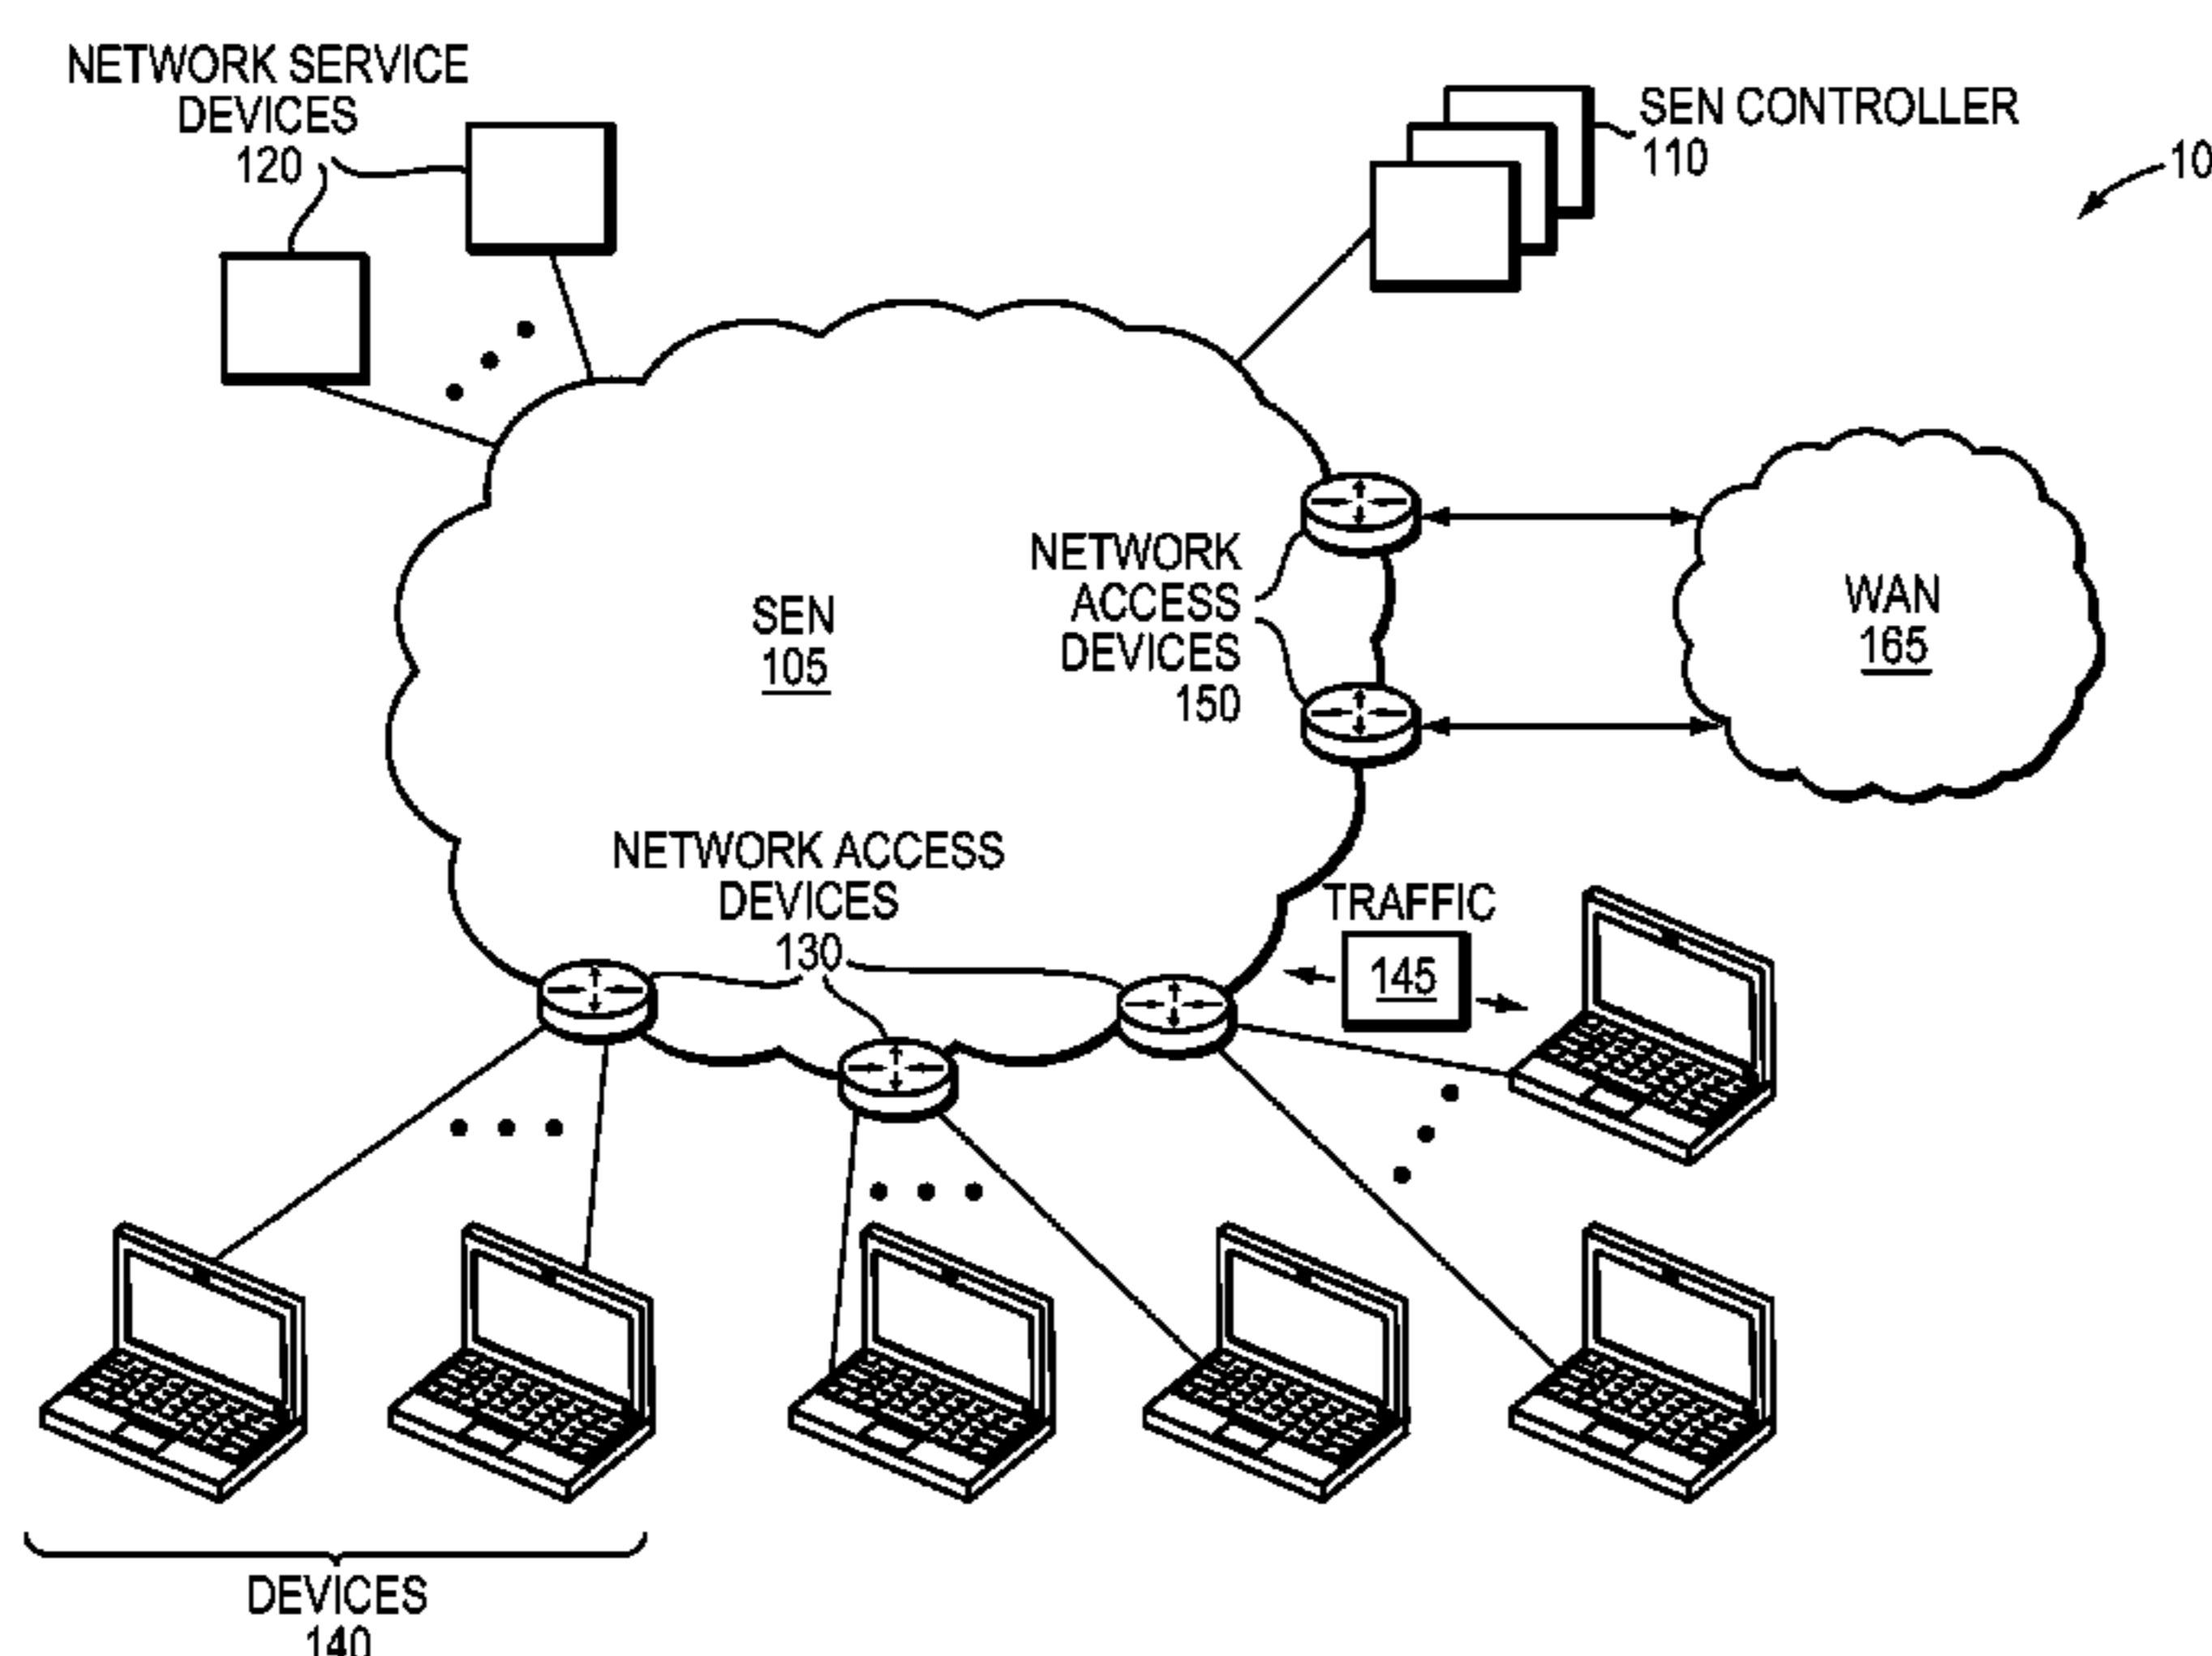 NETWORK SERVICE
DEVICES
120
SEN CONTROLLER
110
10
NETWORK
ACCESS
DEVICES
150
SEN
105
WAN
165
NETWORK ACCESS
DEVICES
130
TRAFFIC
145
DEVICES
140